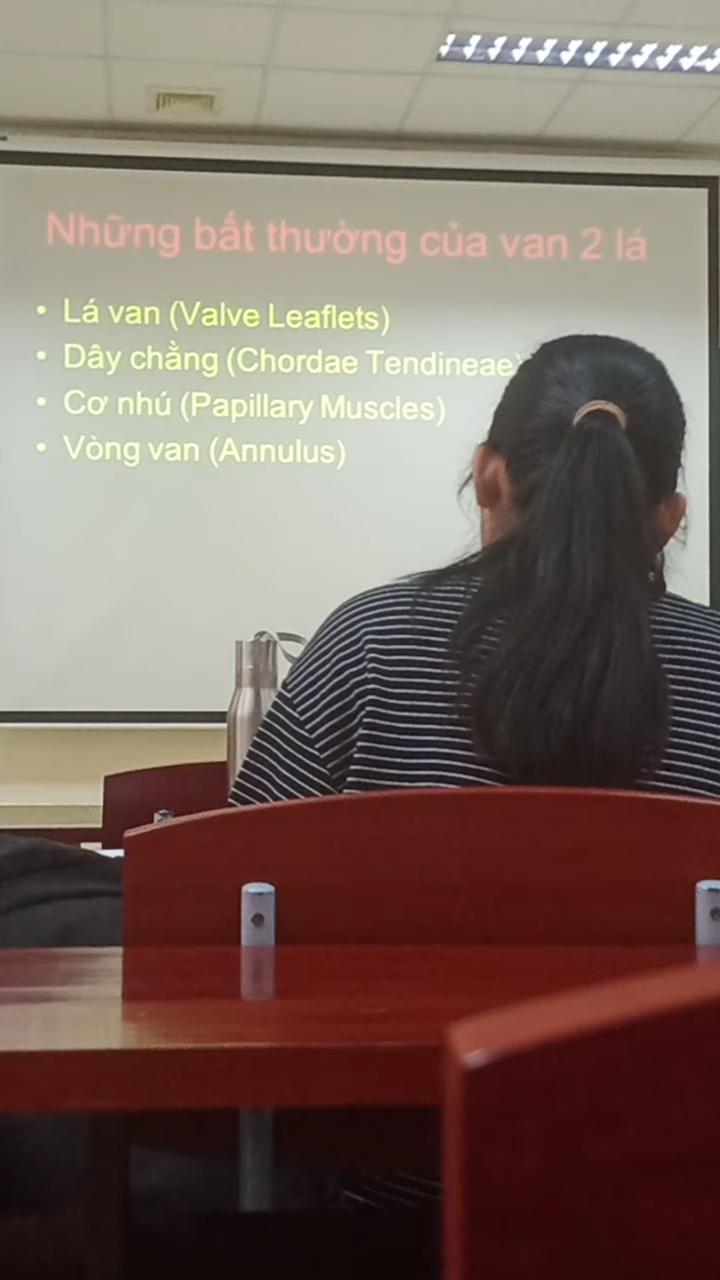 Những bất thường của van 2 lá
• Lá van (Valve Leaflets)
• Dây chằng (Chordae Tendineae)
• Cơ nhú (Papillary Muscles)
• Vòng van (Annulus)